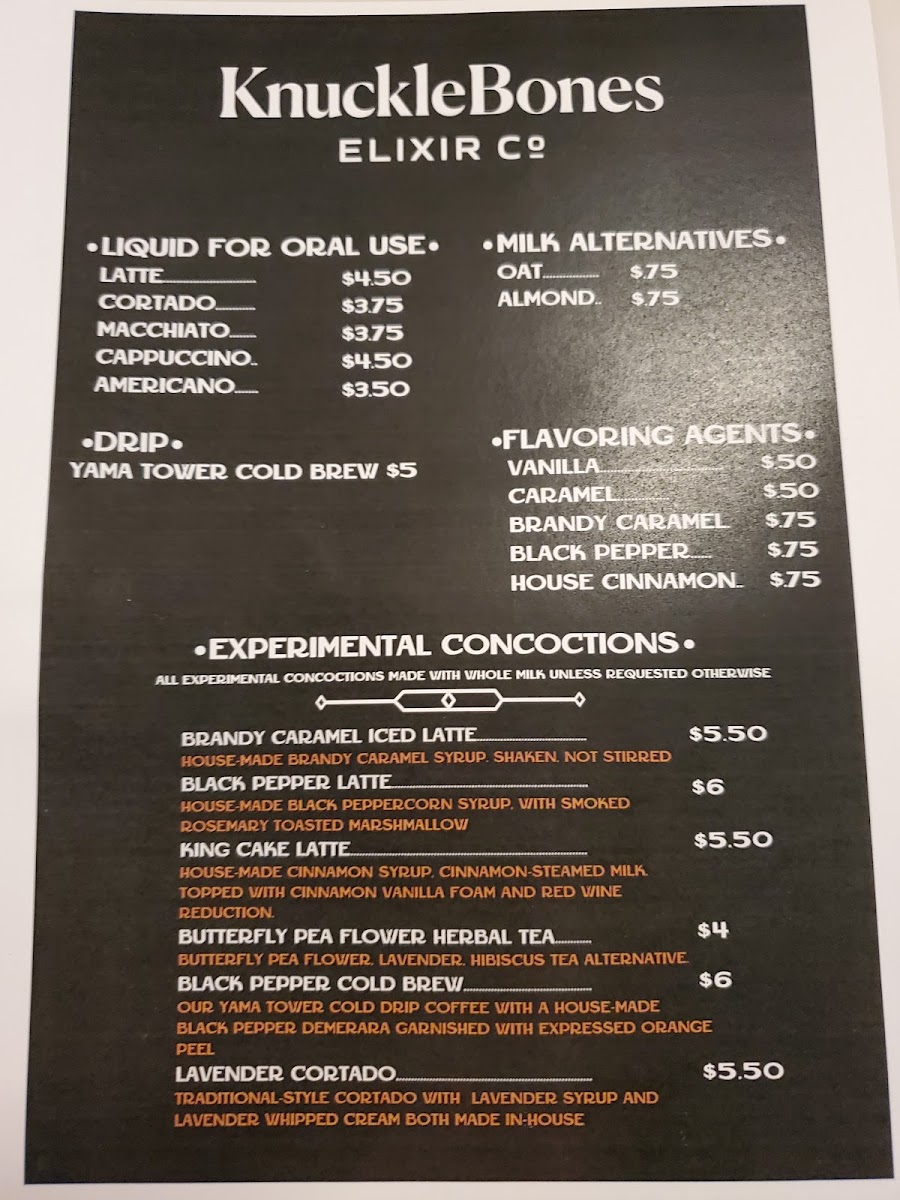 KnuckleBones
ELIXIR Cº
•LIQUID FOR ORAL USE•
LATTE............................ $4.50
CORTADO........... $3.75
MACCHIATO....... $3.75
CAPPUCCINO.. $4.50
AMERICANO...... $3.50
•DRIP•
YAMA TOWER COLD BREW $5
•MILK ALTERNATIVES•
OAT............... $.75
ALMOND.. $.75
•FLAVORING AGENTS•
VANILLA................................. $.50
CARAMEL.............. $.50
BRANDY CARAMEL $.75
BLACK PEPPER...... $.75
HOUSE CINNAMON.. $.75
•EXPERIMENTAL CONCOCTIONS•
ALL EXPERIMENTAL CONCOCTIONS MADE WITH WHOLE MILK UNLESS REQUESTED OTHERWISE
BRANDY CARAMEL ICED LATTE.............................. $5.50
HOUSE-MADE BRANDY CARAMEL SYRUP. SHAKEN, NOT STIRRED
BLACK PEPPER LATTE...................................................... $6
HOUSE-MADE BLACK PEPPERCORN SYRUP, WITH SMOKED
ROSEMARY TOASTED MARSHMALLOW
KING CAKE LATTE................................................................ $5.50
HOUSE-MADE CINNAMON SYRUP, CINNAMON-STEAMED MILK.
TOPPED WITH CINNAMON VANILLA FOAM AND RED WINE
REDUCTION.
BUTTERFLY PEA FLOWER HERBAL TEA.......... $4
BUTTERFLY PEA FLOWER, LAVENDER, HIBISCUS TEA ALTERNATIVE.
BLACK PEPPER COLD BREW.................................. $6
OUR YAMA TOWER COLD DRIP COFFEE WITH A HOUSE-MADE
BLACK PEPPER DEMERARA GARNISHED WITH EXPRESSED ORANGE
PEEL
LAVENDER CORTADO..................................................... $5.50
TRADITIONAL-STYLE CORTADO WITH LAVENDER SYRUP AND
LAVENDER WHIPPED CREAM BOTH MADE IN-HOUSE